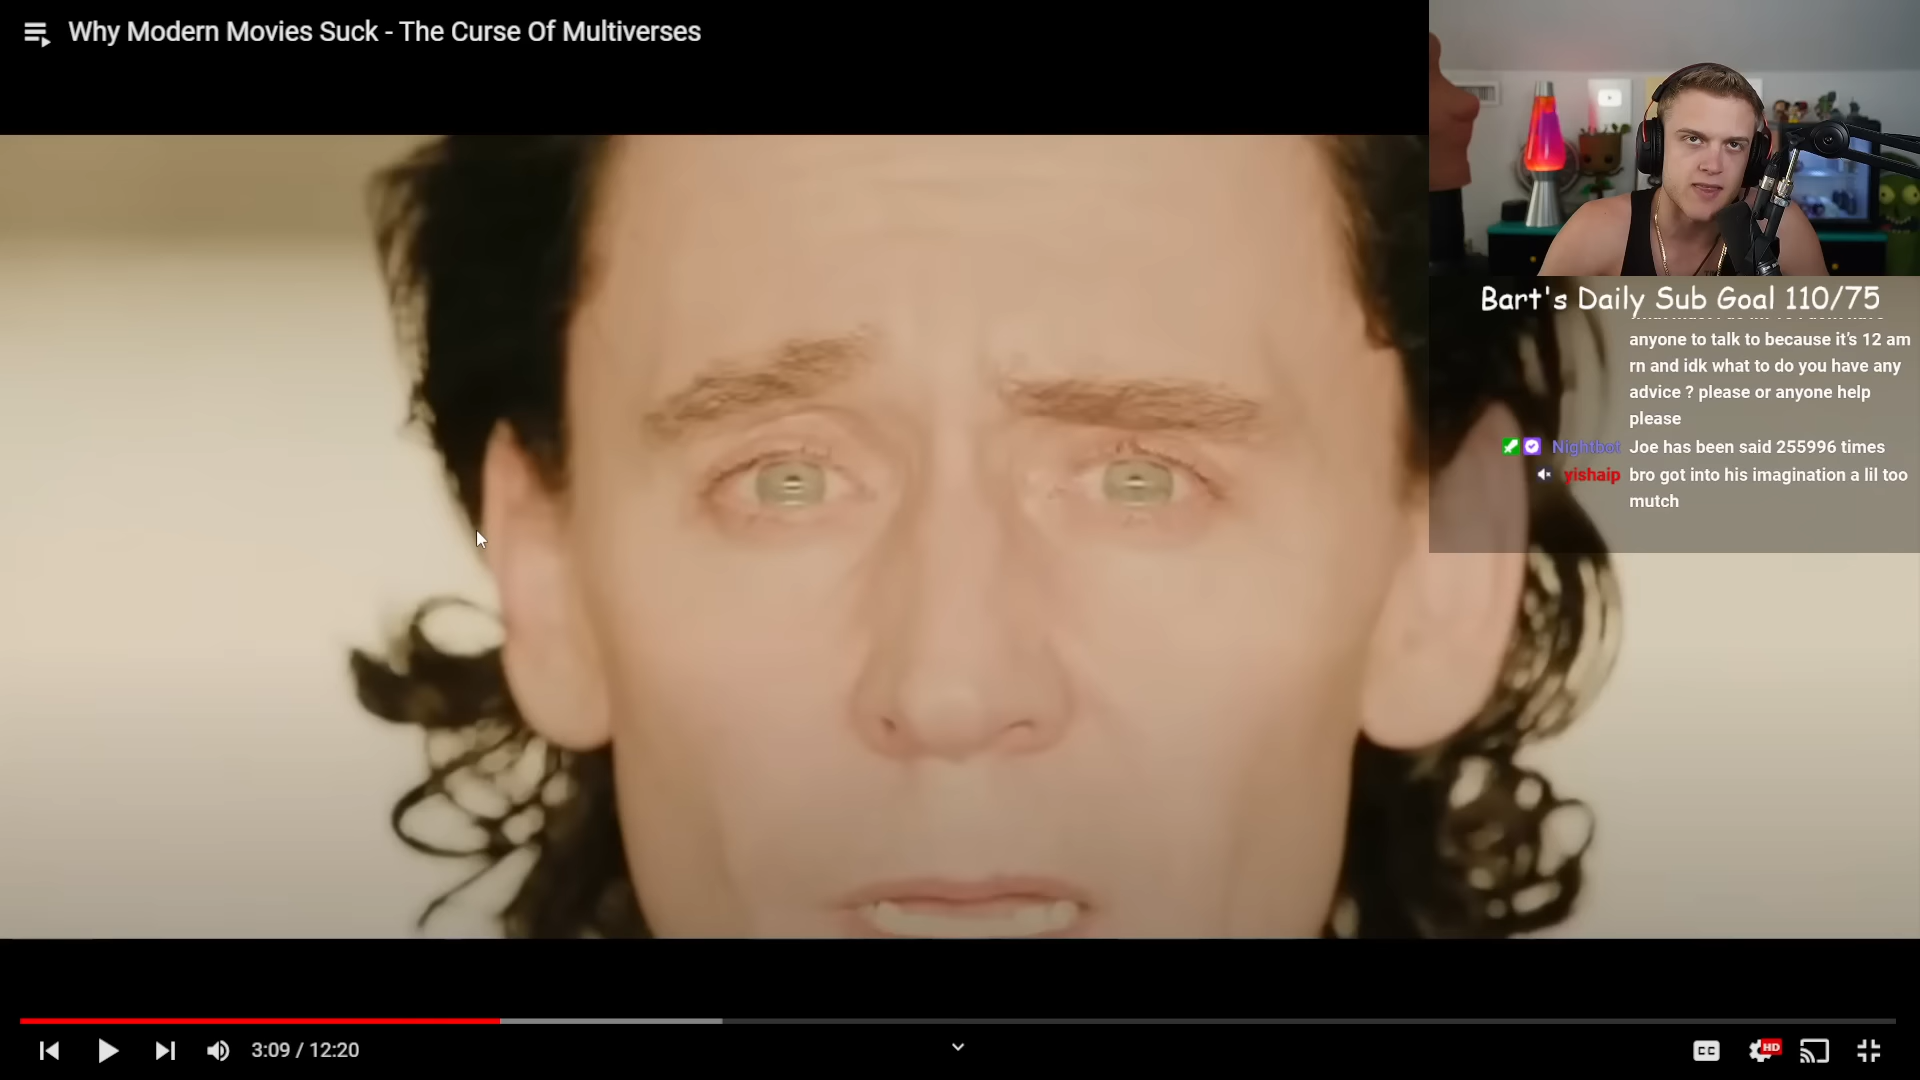 Why Modern Movies Suck - The Curse Of Multiverses
Bart's Daily Sub Goal 110/75
anyone to talk to because it's 12 am
rn and idk what to do you have any
advice ? please or anyone help
please
Nightbot Joe has been said 255996 times
yishaip bro got into his imagination a lil too
mutch
3:09 / 12:20
CC
HD